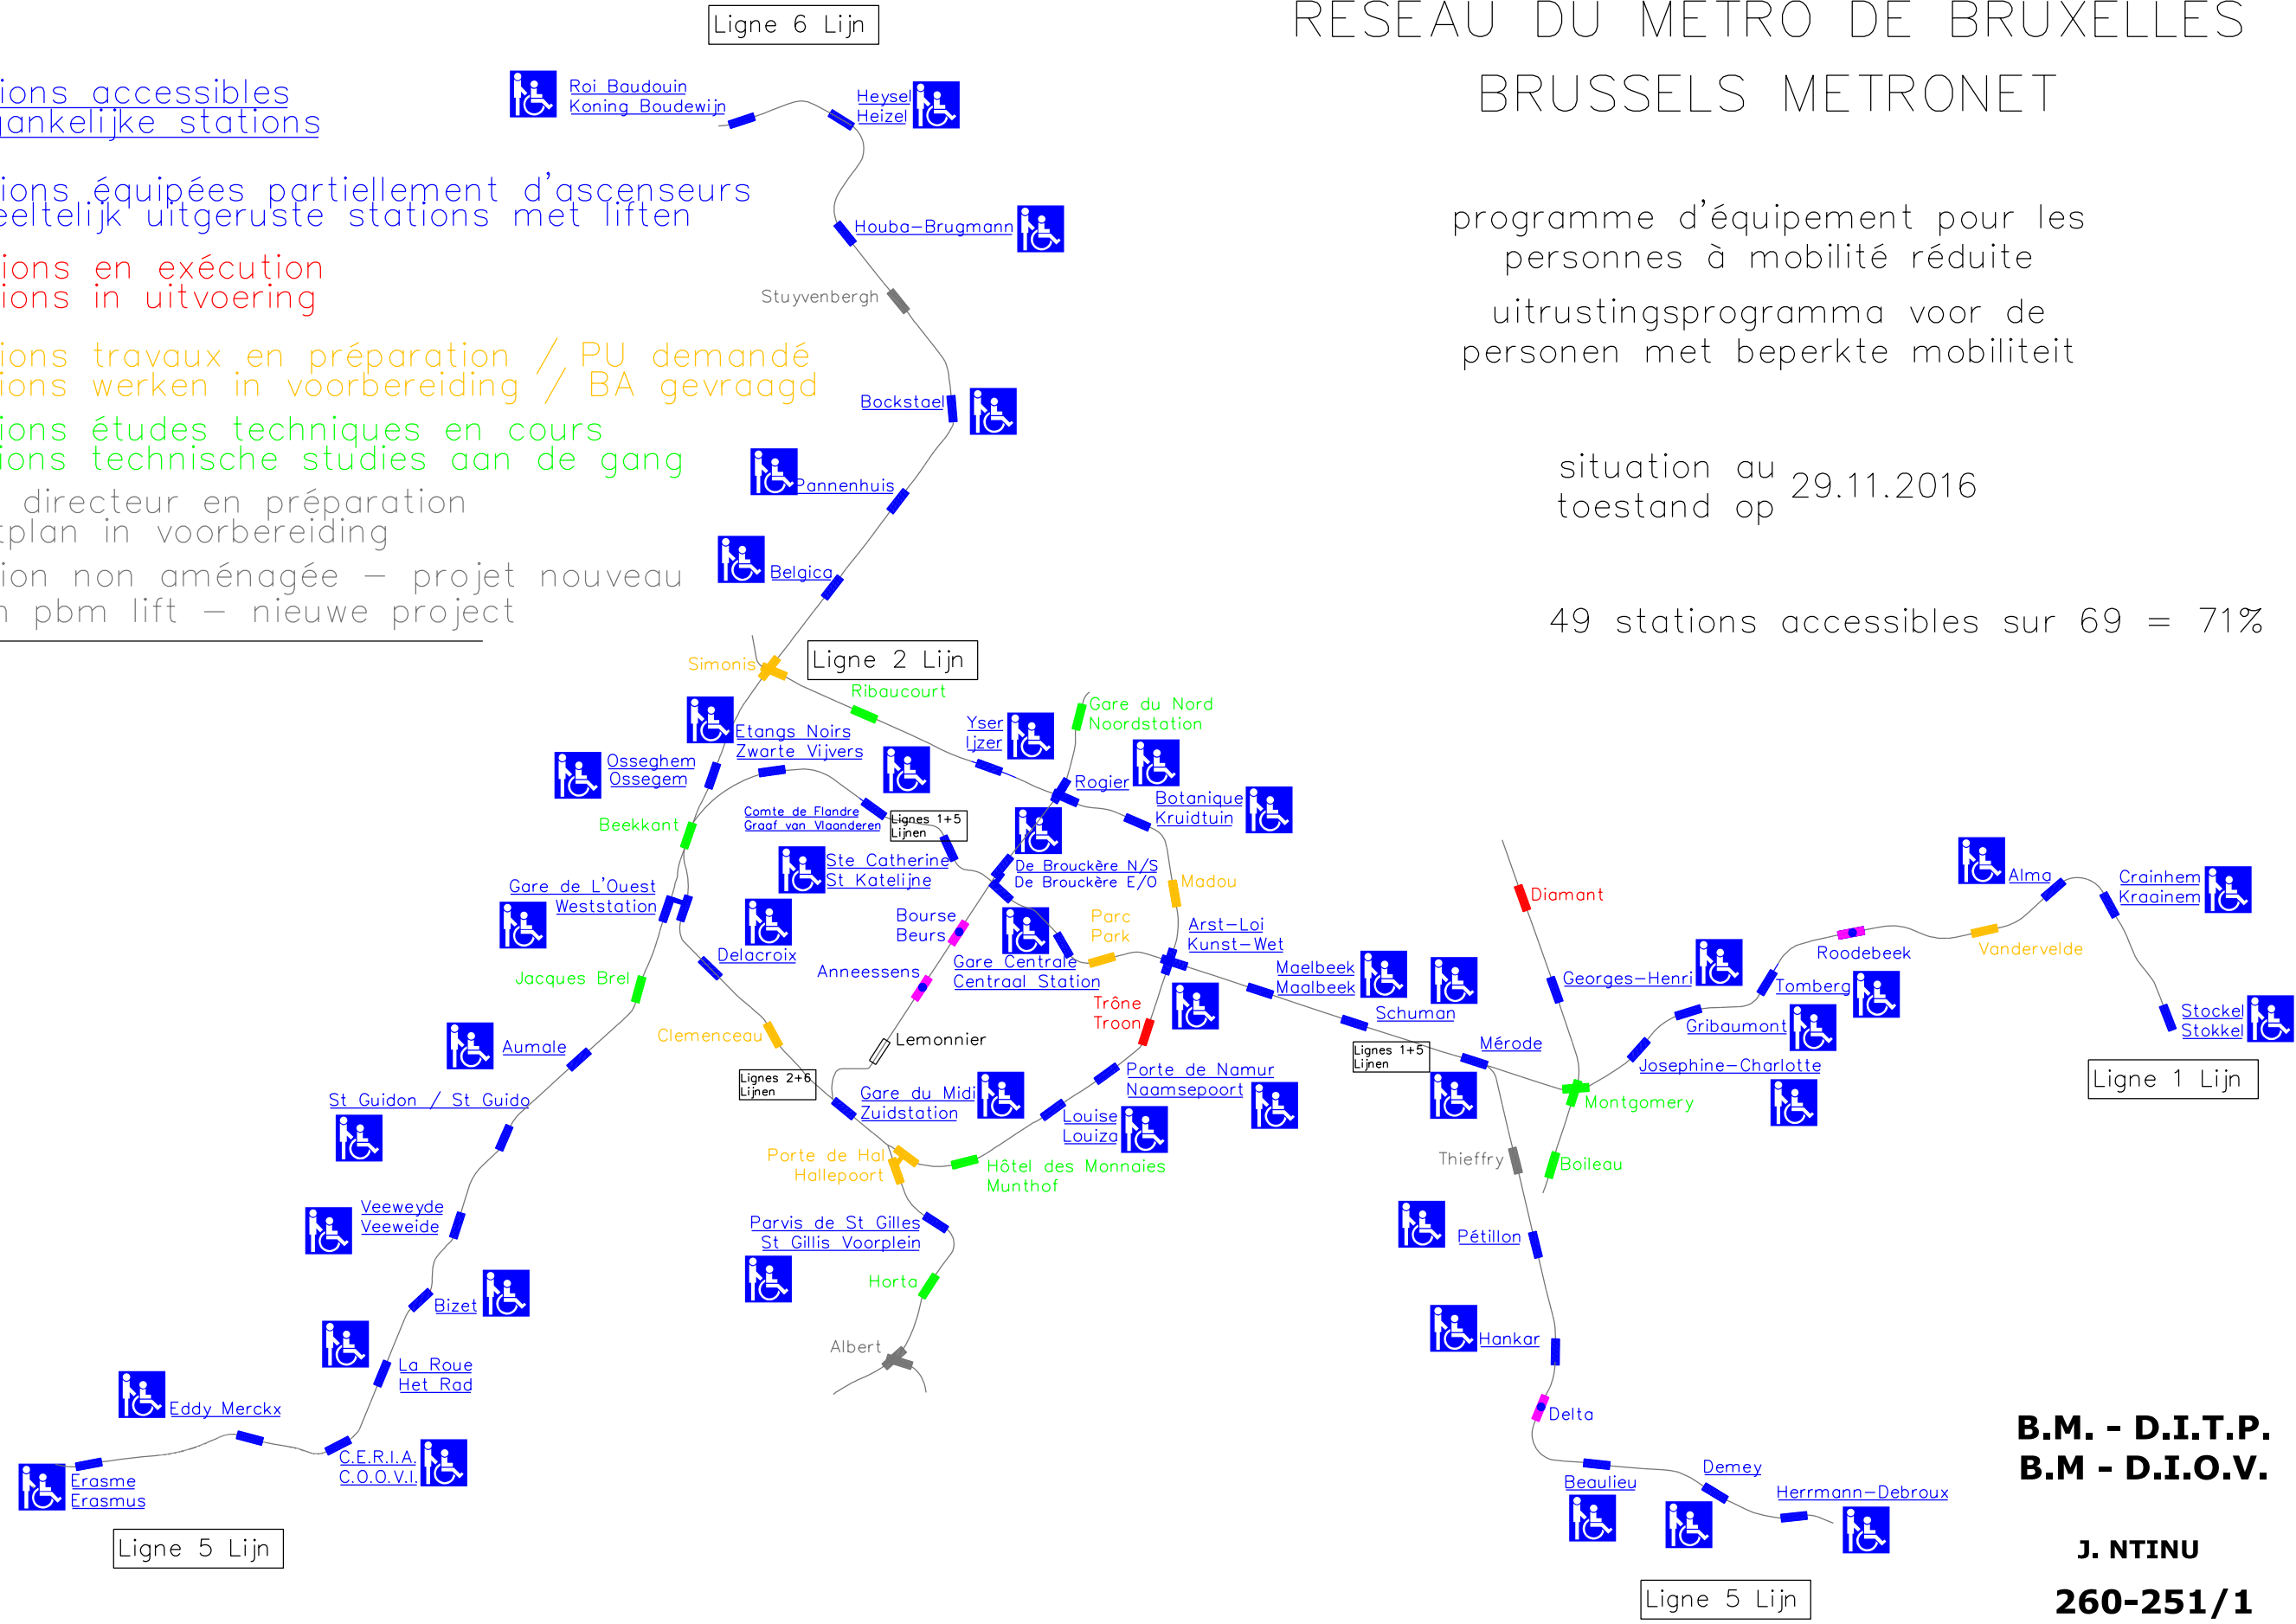 Ligne 6 Lijn
RESEAU DU METRO DE BRUXELLES
BRUSSELS METRONET
programme d'équipement pour les
personnes à mobilité réduite
uitrustingsprogramma voor de
personen met beperkte mobiliteit
situation au
toestand op
29.11.2016
49 stations accessibles sur 69 = 71%
ions accessibles
gankelijke stations
ions équipées partiellement d'ascenseurs
eeltelijk uitgeruste stations met liften
ions en exécution
ions in uitvoering
ions travaux en préparation / PU demandé
ions werken in voorbereiding / BA gevraagd
ions études techniques en cours
ions technische studies aan de gang
directeur en préparation
tplan in voorbereiding
ion non aménagée – projet nouveau
n pbm lift – nieuwe project
Roi Baudouin
Koning Boudewijn
Heysel
Heizel
Houba-Brugmann
Stuyvenbergh
Bockstael
Pannenhuis
Belgica
Simonis
Ligne 2 Lijn
Ribaucourt
Yser
Ijzer
Gare du Nord
Noordstation
Rogier
Botanique
Kruidtuin
Etangs Noirs
Zwarte Vijvers
Osseghem
Ossegem
Beekkant
Comte de Flandre
Graaf van Vlaanderen
Lignes 1+5
Lijnen
Ste Catherine
St Katelijne
De Brouckère N/S
De Brouckère E/O
Madou
Gare de L'Ouest
Weststation
Bourse
Beurs
Parc
Park
Arst-Loi
Kunst-Wet
Delacroix
Anneessens
Gare Centrale
Centraal Station
Jacques Brel
Clemenceau
Lemonnier
Trône
Troon
Maelbeek
Maalbeek
Schuman
Mérode
Lignes 1+5
Lijnen
Diamant
Georges-Henri
Alma
Crainhem
Kraainem
Roodebeek
Vandervelde
Tomberg
Gribaumont
Josephine-Charlotte
Stockel
Stokkel
Ligne 1 Lijn
Montgomery
Boileau
Thieffry
Pétillon
Hankar
Delta
Beaulieu
Demey
Herrmann-Debroux
Ligne 5 Lijn
Aumale
Lignes 2+6
Lijnen
Gare du Midi
Zuidstation
Porte de Namur
Naamsepoort
Louise
Louiza
Porte de Hal
Hallepoort
Hôtel des Monnaies
Munthof
Parvis de St Gilles
St Gillis Voorplein
Horta
Albert
St Guidon / St Guido
Veeweyde
Veeweide
Bizet
La Roue
Het Rad
Eddy Merckx
C.E.R.I.A.
C.O.O.V.I.
Erasme
Erasmus
Ligne 5 Lijn
B.M. - D.I.T.P.
B.M - D.I.O.V.
J. NTINU
260-251/1